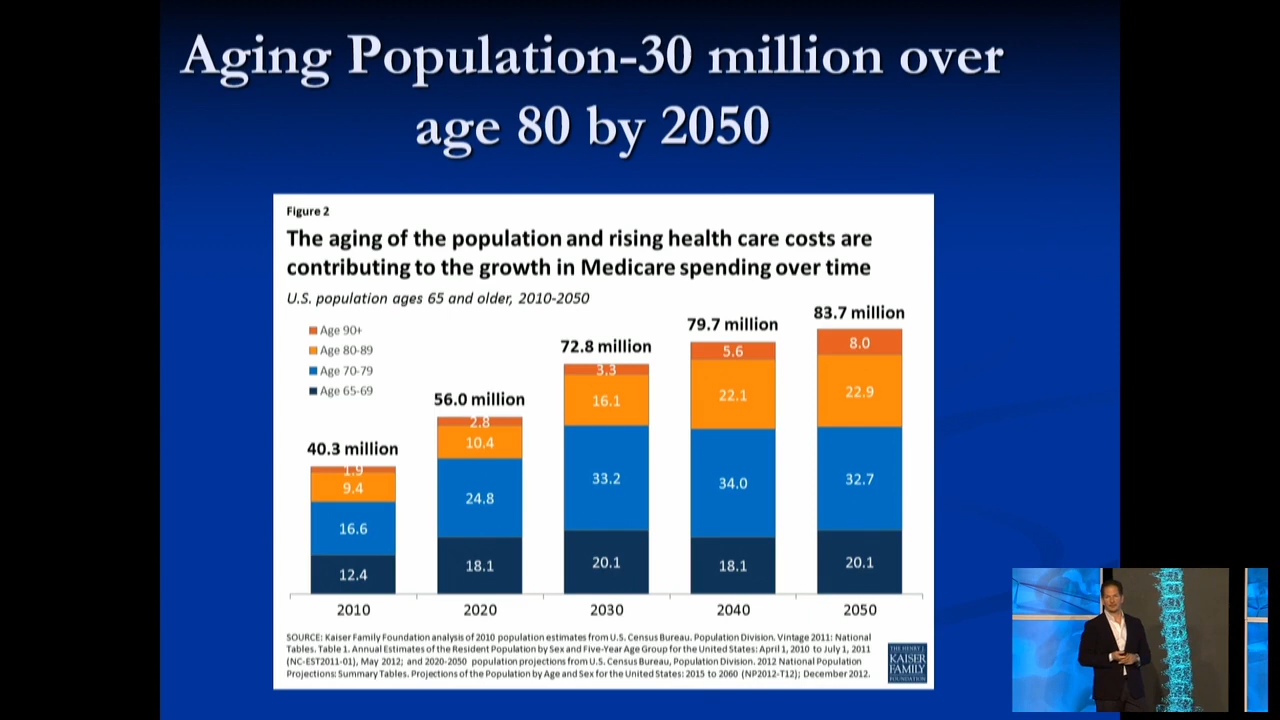 Aging Population-30 million over
age 80 by 2050
Figure 2
The aging of the population and rising health care costs are
contributing to the growth in Medicare spending over time
U.S. population ages 65 and older, 2010-2050
Age 90+
Age 80-89
Age 70-79
Age 65-69
40.3 million
1.9
9.4
16.6
12.4
2010
56.0 million
2.8
10.4
24.8
18.1
2020
72.8 million
3.3
16.1
33.2
20.1
2030
79.7 million
5.6
22.1
34.0
18.1
2040
83.7 million
8.0
22.9
32.7
20.1
2050
SOURCE: Kaiser Family Foundation analysis of 2010 population estimates from U.S. Census Bureau. Population Division. Vintage 2011: National
Tables. Table 1. Annual Estimates of the Resident Population by Sex and Five-Year Age Group for the United States: April 1, 2010 to July 1, 2011
(NC-EST2011-01), May 2012; and 2020-2050 population projections from U.S. Census Bureau, Population Division. 2012 National Population
Projections: Summary Tables. Projections of the Population by Age and Sex for the United States: 2015 to 2060 (NP2012-T12); December 2012.
THE HENRY J.
KAISER
FAMILY
FOUNDATION